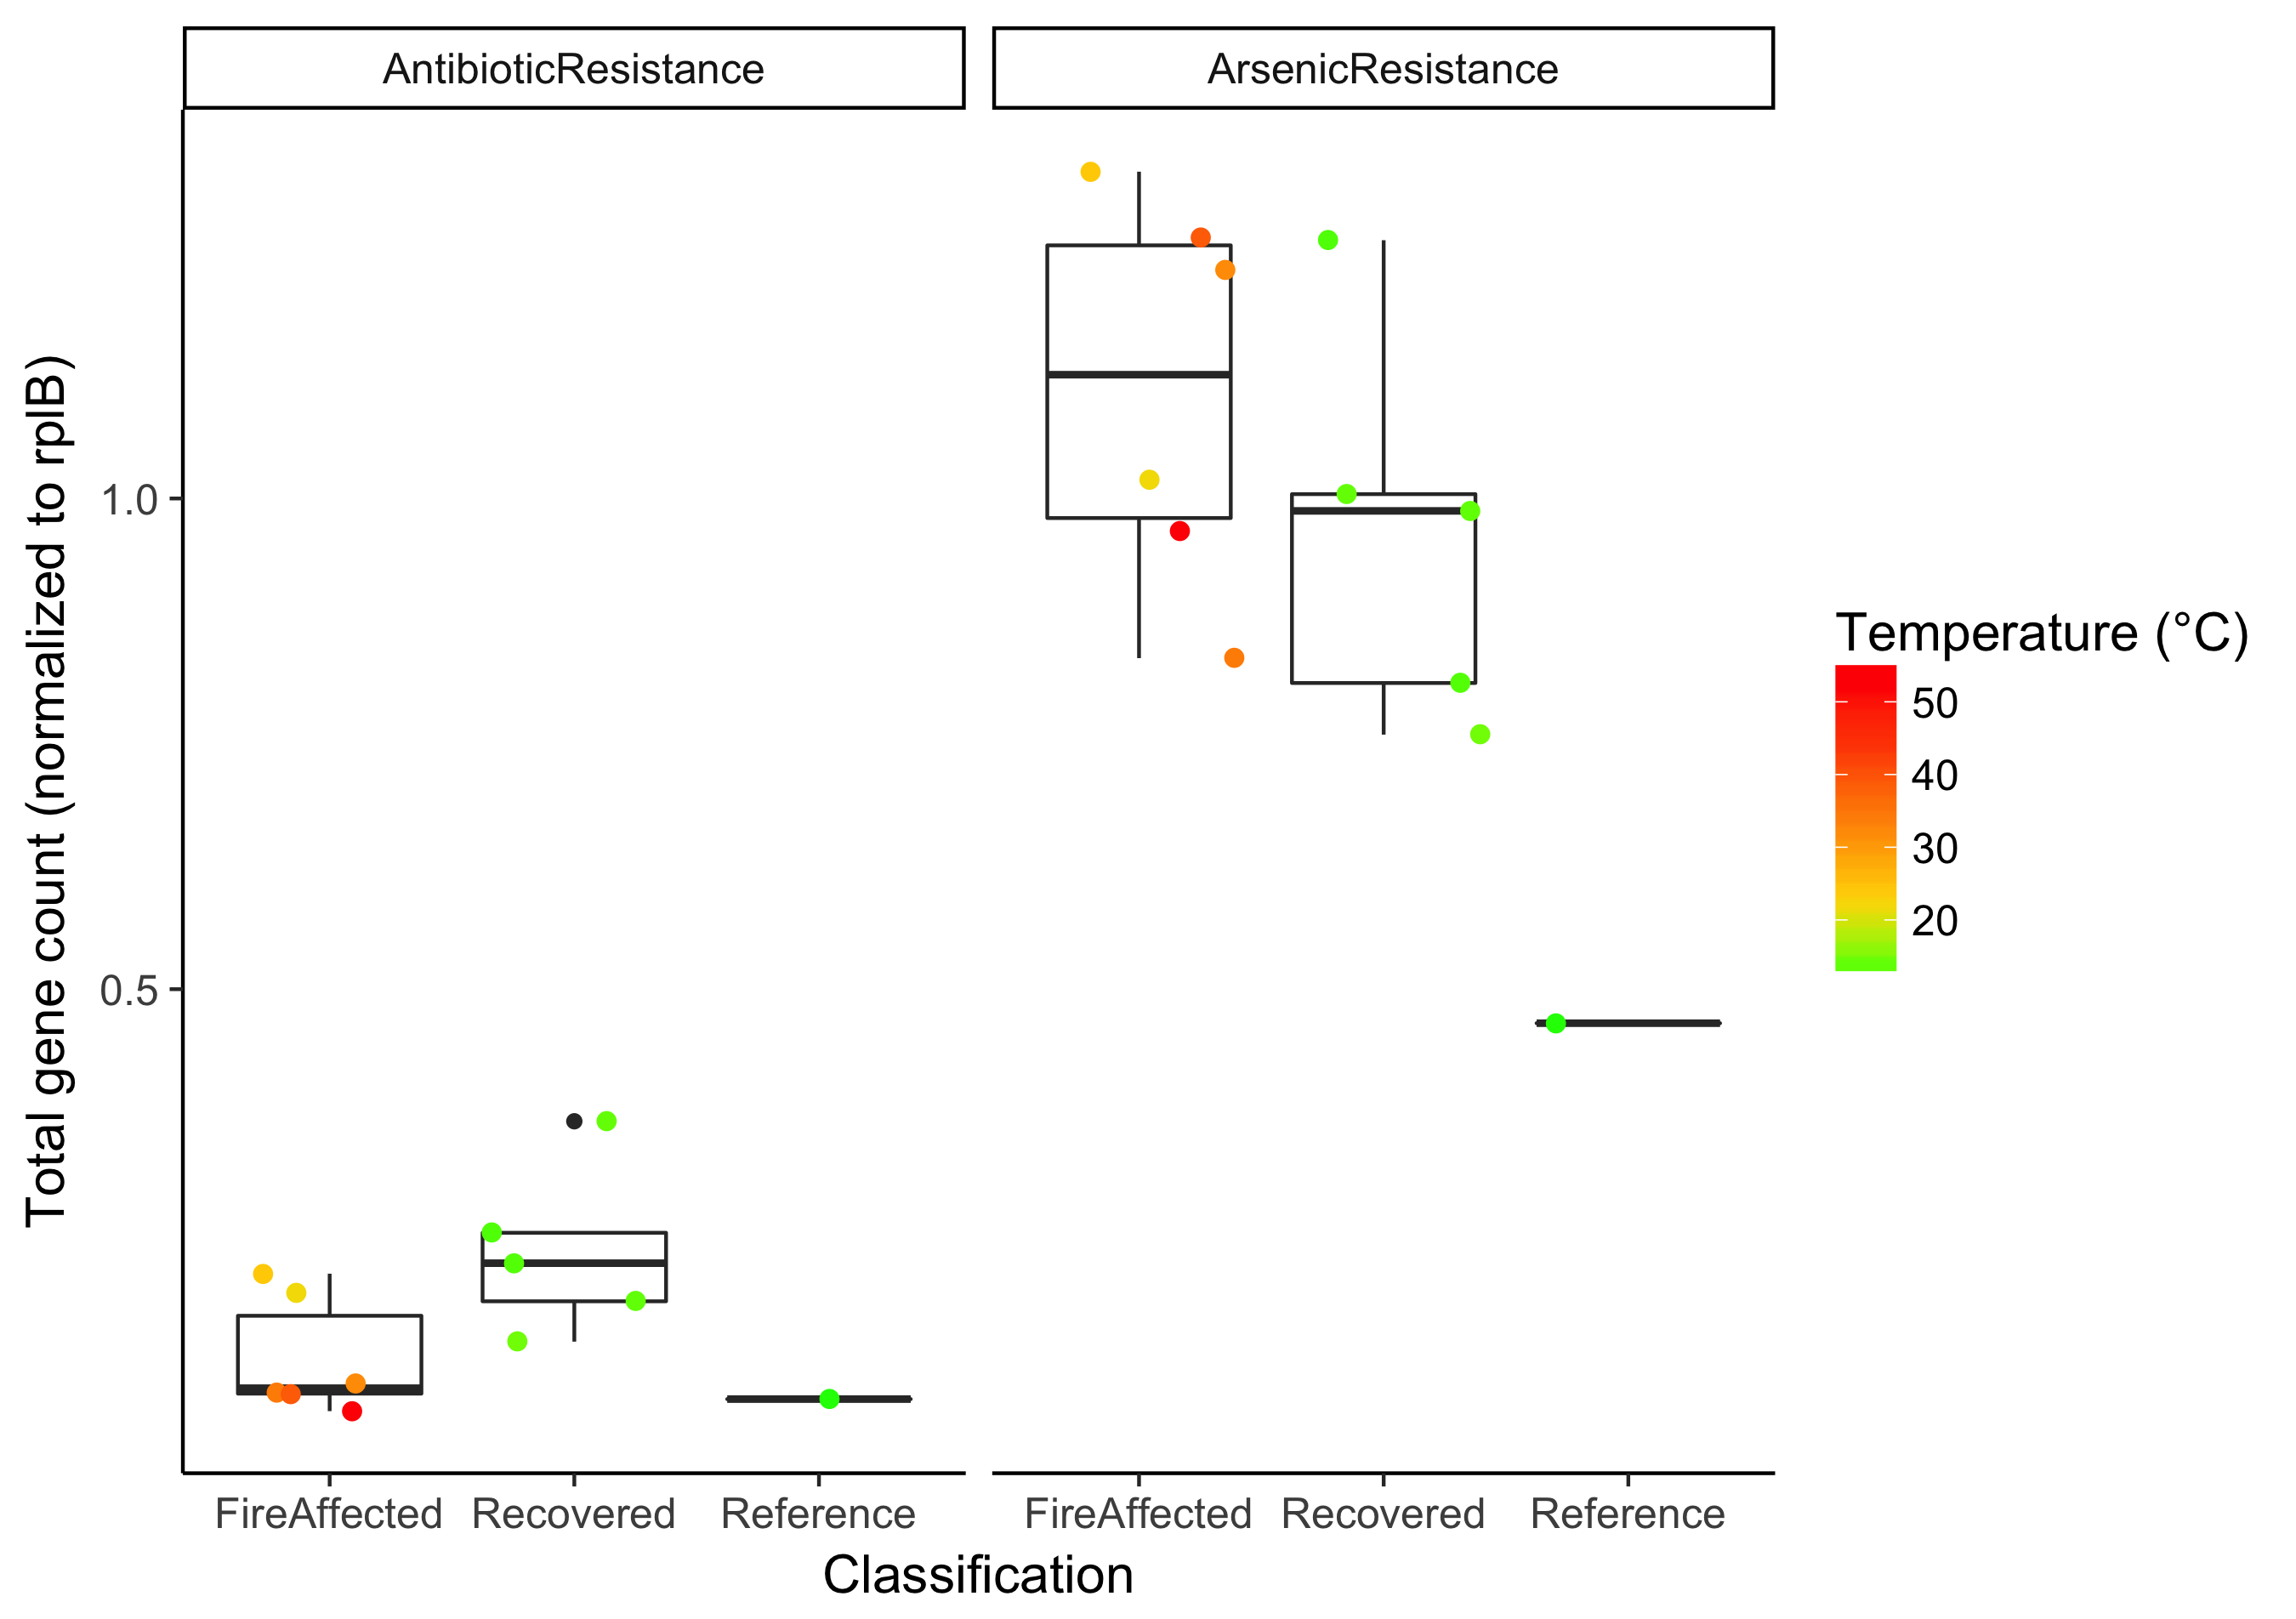 AntibioticResistance
ArsenicResistance
Total gene count (normalized to rplB)
1.0
0.5
FireAffected
Recovered
Reference
FireAffected
Recovered
Reference
Classification
Temperature (°C)
50
40
30
20